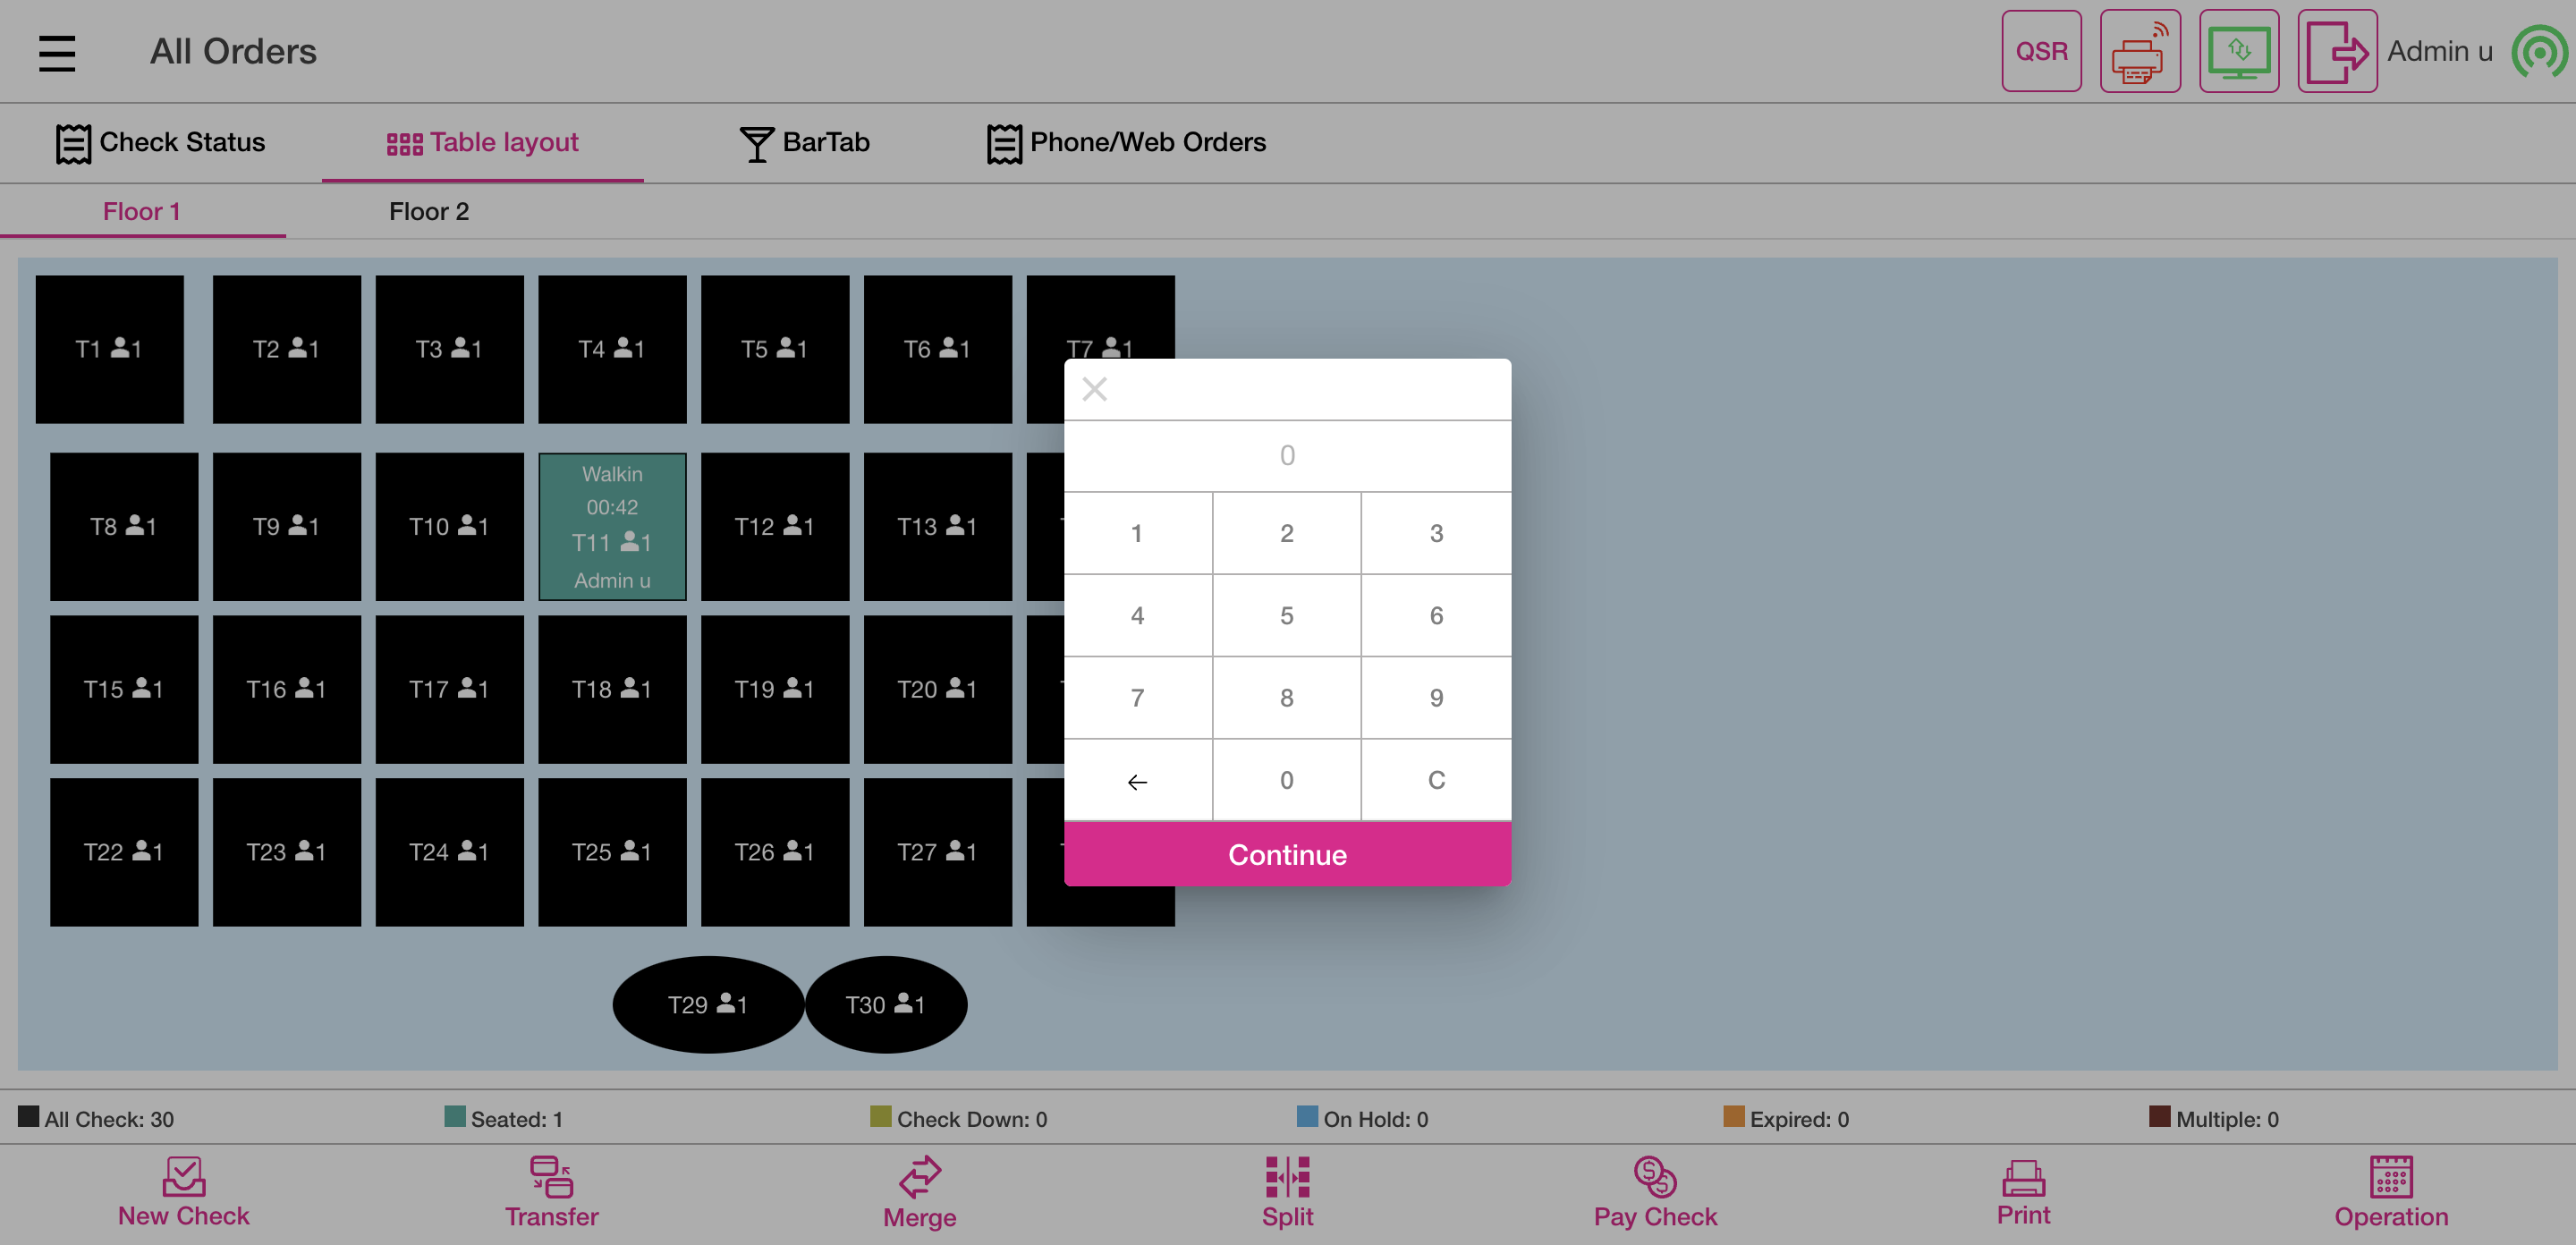 All Orders
QSR
Admin u
Check Status
Table layout
BarTab
Phone/Web Orders
Floor 1
Floor 2
T1 1
T2 1
T3 1
T4 1
T5 1
T6 1
T7 1
T8 1
T9 1
T10 1
Walkin
00:42
T11 1
Admin u
T12 1
T13 1
T15 1
T16 1
T17 1
T18 1
T19 1
T20 1
T22 1
T23 1
T24 1
T25 1
T26 1
T27 1
T29 1
T30 1
0
1 2 3
4 5 6
7 8 9
← 0 C
Continue
All Check: 30
Seated: 1
Check Down: 0
On Hold: 0
Expired: 0
Multiple: 0
New Check
Transfer
Merge
Split
Pay Check
Print
Operation